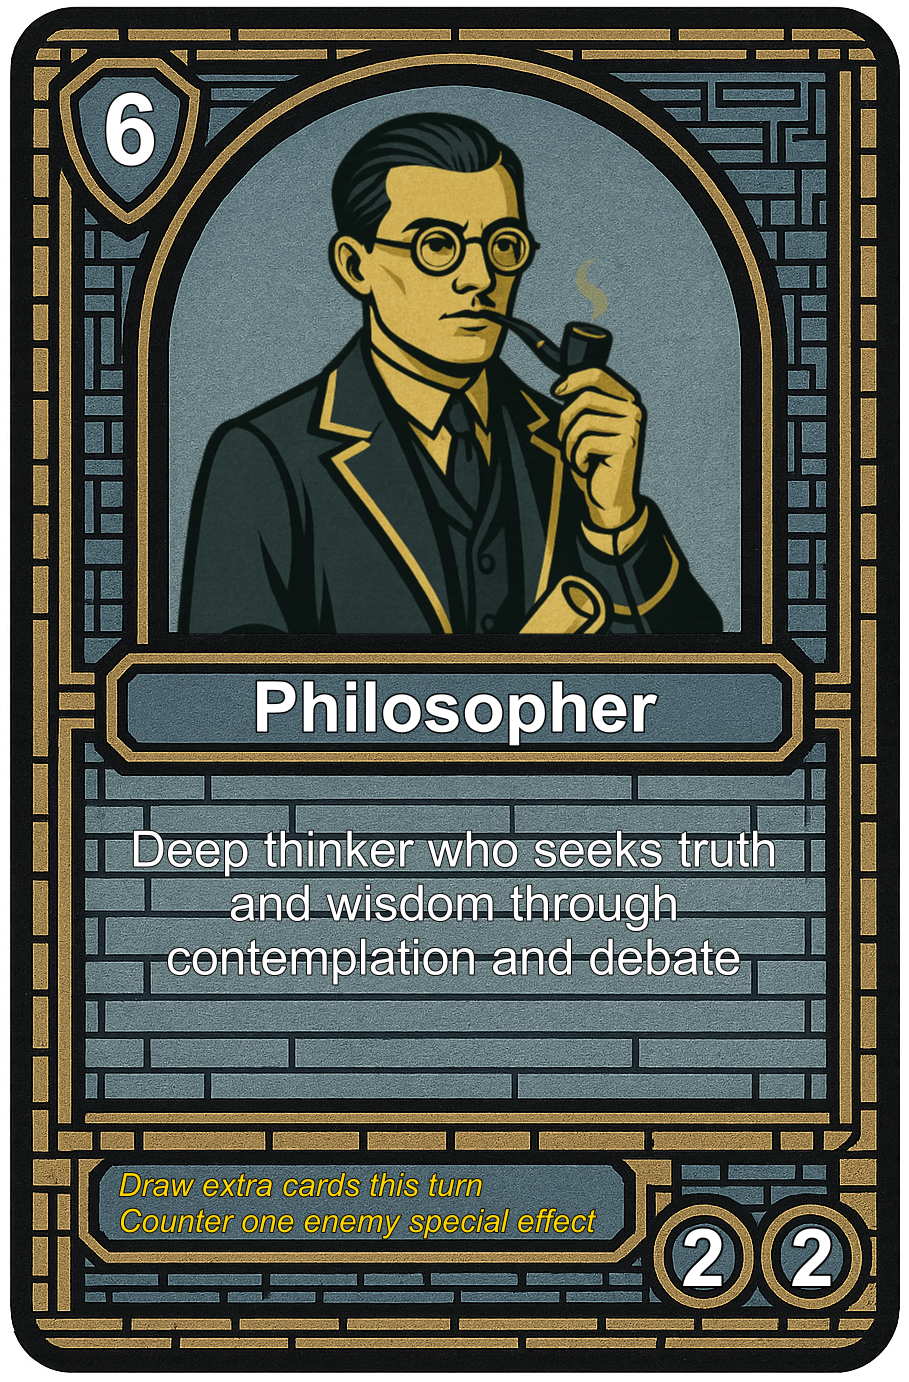 6
Philosopher
Deep thinker who seeks truth
and wisdom through
contemplation and debate
Draw extra cards this turn
Counter one enemy special effect
2 2